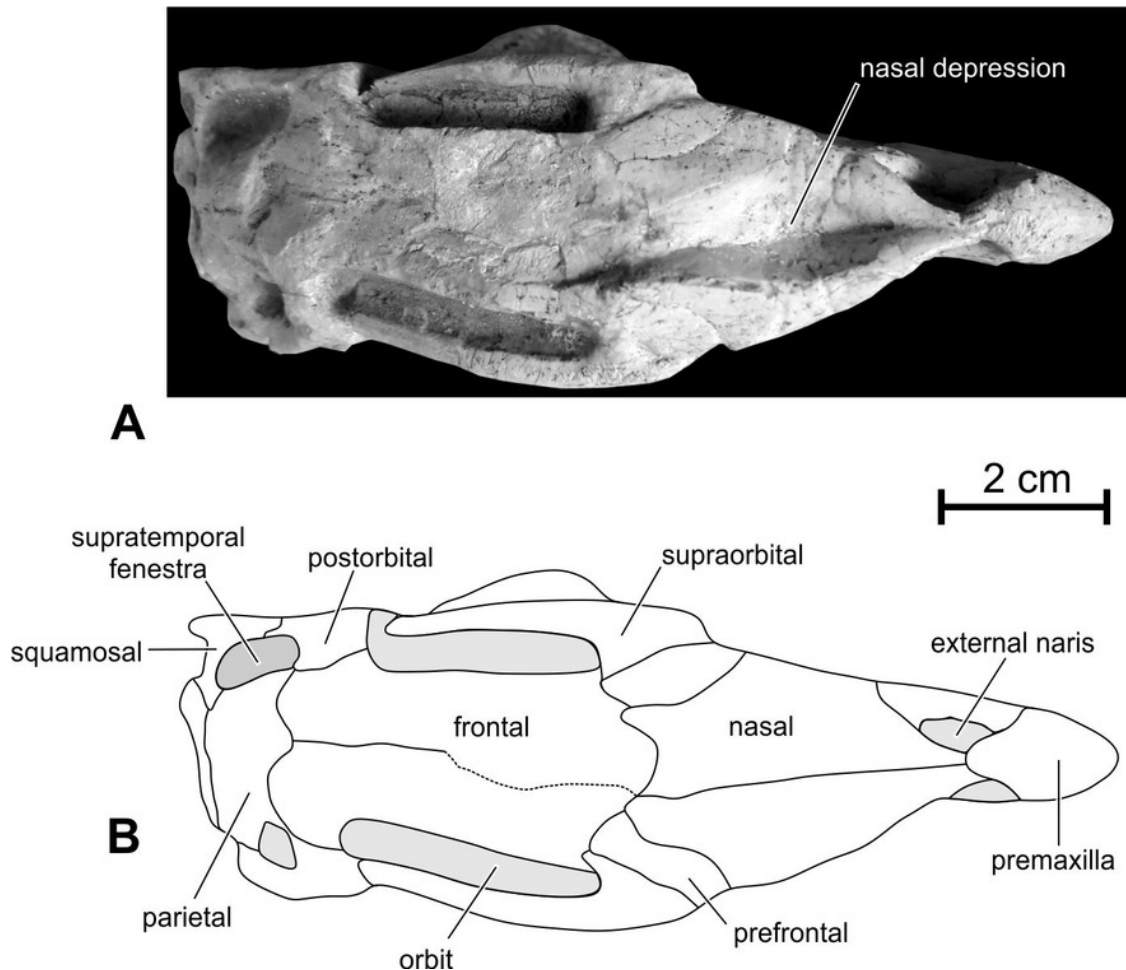 nasal depression
A
2 cm
supratemporal
fenestra
postorbital
supraorbital
squamosal
external naris
frontal
nasal
B
premaxilla
parietal
prefrontal
orbit